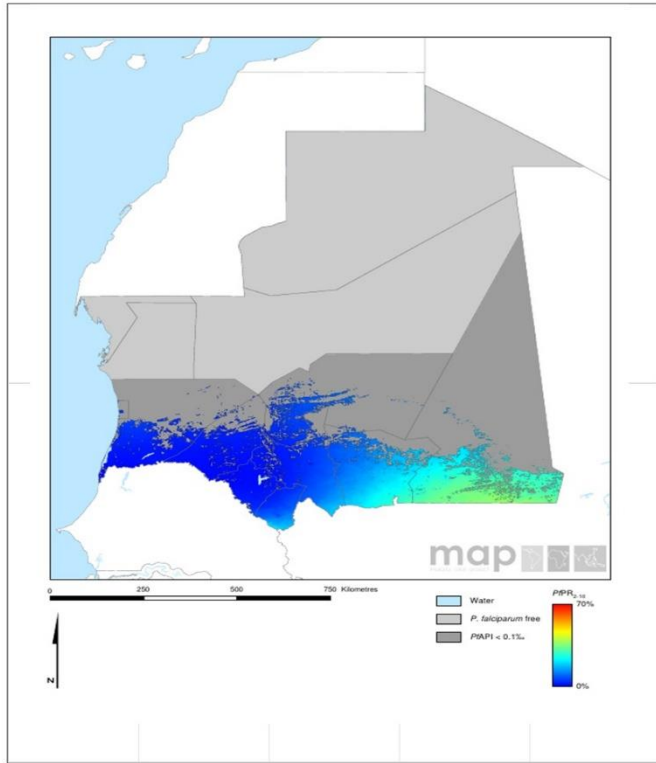 map
0 250 500 750 Kilometres
Water
P. falciparum free
PfAPI < 0.1‰
PfPR2-10
70%
0%
N